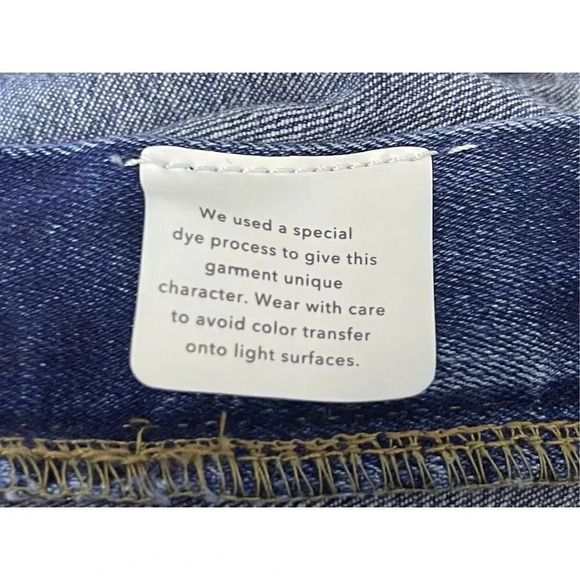 We used a special
dye process to give this
garment unique
character. Wear with care
to avoid color transfer
onto light surfaces.